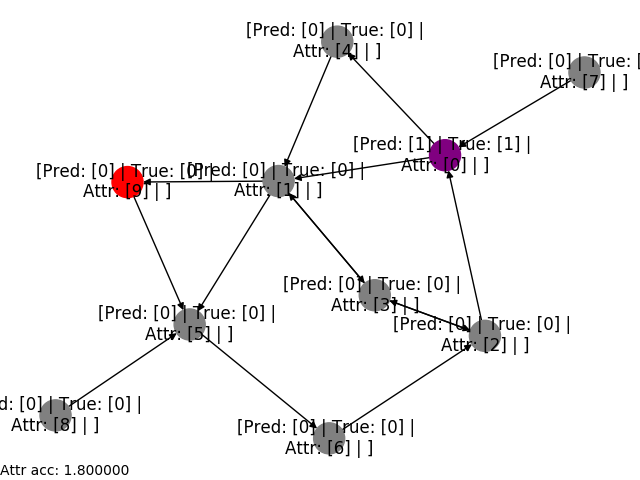 [Pred: [0] | True: [0] |
Attr: [4] | ]
[Pred: [0] | True: [
Attr: [7] | ]
[Pred: [1] | True: [1] |
Attr: [0] | ]
[Pred: [0] | True: [0] |
Attr: [9] | ]
[Pred: [0] | True: [0] |
Attr: [1] | ]
[Pred: [0] | True: [0] |
Attr: [3] | ]
[Pred: [0] | True: [0] |
Attr: [5] | ]
[Pred: [0] | True: [0] |
Attr: [2] | ]
d: [0] | True: [0] |
Attr: [8] | ]
[Pred: [0] | True: [0] |
Attr: [6] | ]
Attr acc: 1.800000